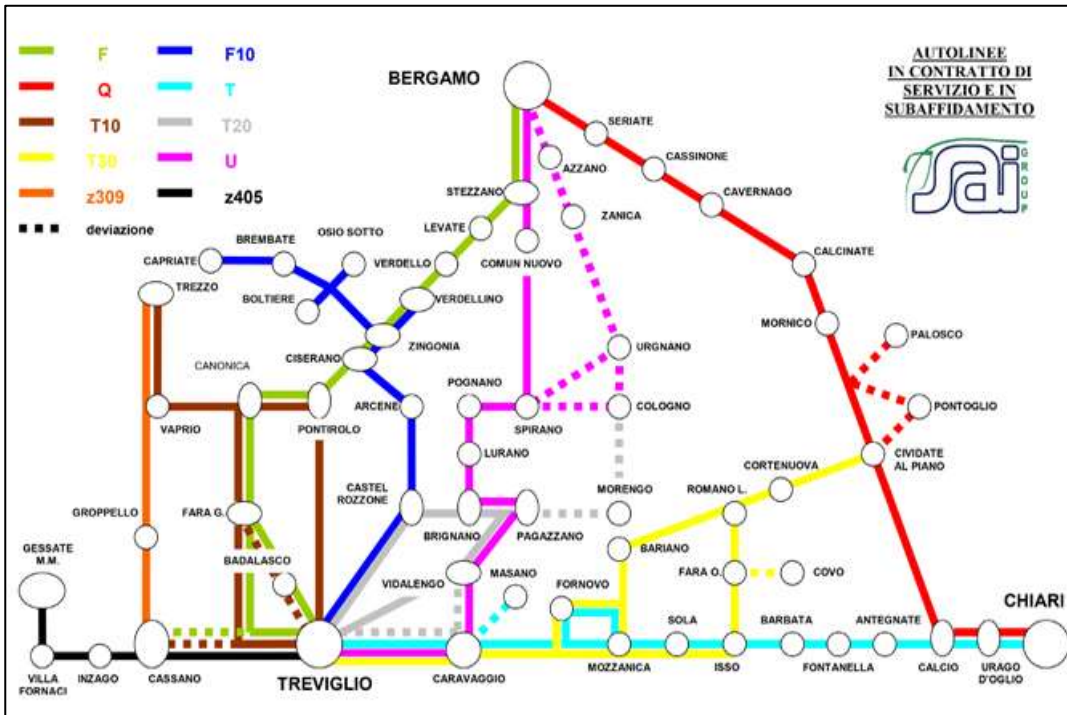 F
F10
Q
T
T10
T20
T30
U
z309
z405
deviazione
AUTOLINEE
IN CONTRATTO DI
SERVIZIO E IN
SUBAFFIDAMENTO
sai
GROUP
BERGAMO
SERIATE
AZZANO
CASSINONE
STEZZANO
CAVERNAGO
ZANICA
LEVATE
OSIO SOTTO
BREMBATE
CAPRIATE
VERDELLO
COMUN NUOVO
CALCINATE
TREZZO
BOLTIERE
VERDELLINO
MORNICO
PALOSCO
ZINGONIA
URGNANO
CISERANO
CANONICA
POGNANO
ARCENE
SPIRANO
COLOGNO
PONTOGLIO
VAPRIO
PONTIROLO
LURANO
CIVIDATE
AL PIANO
CORTENUOVA
CASTEL
ROZZONE
MORENGO
ROMANO L.
GROPPELLO
FARA G.
BRIGNANO
PAGAZZANO
BARIANO
GESSATE
M.M.
BADALASCO
VIDALENGO
MASANO
FORNOVO
FARA O.
COVO
CHIARI
SOLA
BARBATA
ANTEGNATE
VILLA
FORNACI
INZAGO
CASSANO
TREVIGLIO
CARAVAGGIO
MOZZANICA
ISSO
FONTANELLA
CALCIO
URAGO
D'OGLIO